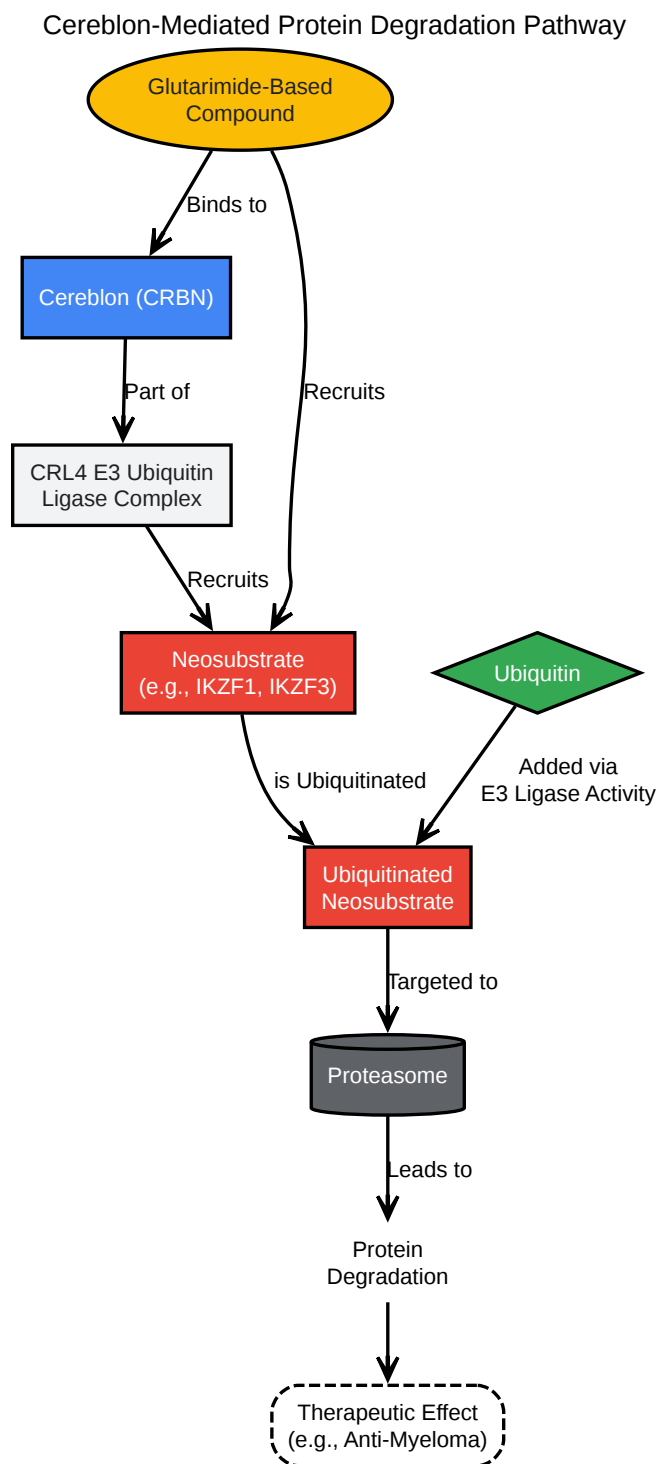 Cereblon-Mediated Protein Degradation Pathway
Glutarimide-Based
Compound
Binds to
Cereblon (CRBN)
Part of
Recruits
CRL4 E3 Ubiquitin
Ligase Complex
Recruits
Neosubstrate
(e.g., IKZF1, IKZF3)
Ubiquitin
is Ubiquitinated
Added via
E3 Ligase Activity
Ubiquitinated
Neosubstrate
Targeted to
Proteasome
Leads to
Protein
Degradation
Therapeutic Effect
(e.g., Anti-Myeloma)